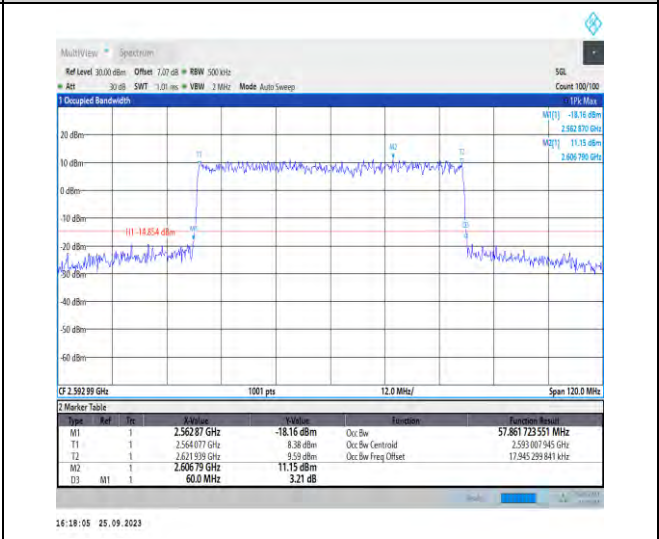 MultiView Spectrum
Ref Level 30.00 dBm Offset 7.07 dB RBW 500 kHz SGL
Att 30 dB SWT 1.01 ms VBW 2 MHz Mode Auto Sweep Count 100/100
1 Occupied Bandwidth 1Pk Max
M1[1] -18.16 dBm
2.562 870 GHz
20 dBm
M2[1] 11.15 dBm
2.606 790 GHz
M2
T1
T2
10 dBm
0 dBm
-10 dBm
H1 -14.854 dBm
M1
D3
-20 dBm
-30 dBm
-40 dBm
-50 dBm
-60 dBm
CF 2.592 99 GHz 1001 pts 12.0 MHz/ Span 120.0 MHz
2 Marker Table
Type Ref Trc X-Value Y-Value Function Function Result
M1 1 2.562 87 GHz -18.16 dBm Occ Bw 57.861 723 551 MHz
T1 1 2.564 077 GHz 8.38 dBm Occ Bw Centroid 2.593 007 945 GHz
T2 1 2.621 939 GHz 9.59 dBm Occ Bw Freq Offset 17.945 299 841 kHz
M2 1 2.606 79 GHz 11.15 dBm
D3 M1 1 60.0 MHz 3.21 dB
16:18:05 25.09.2023